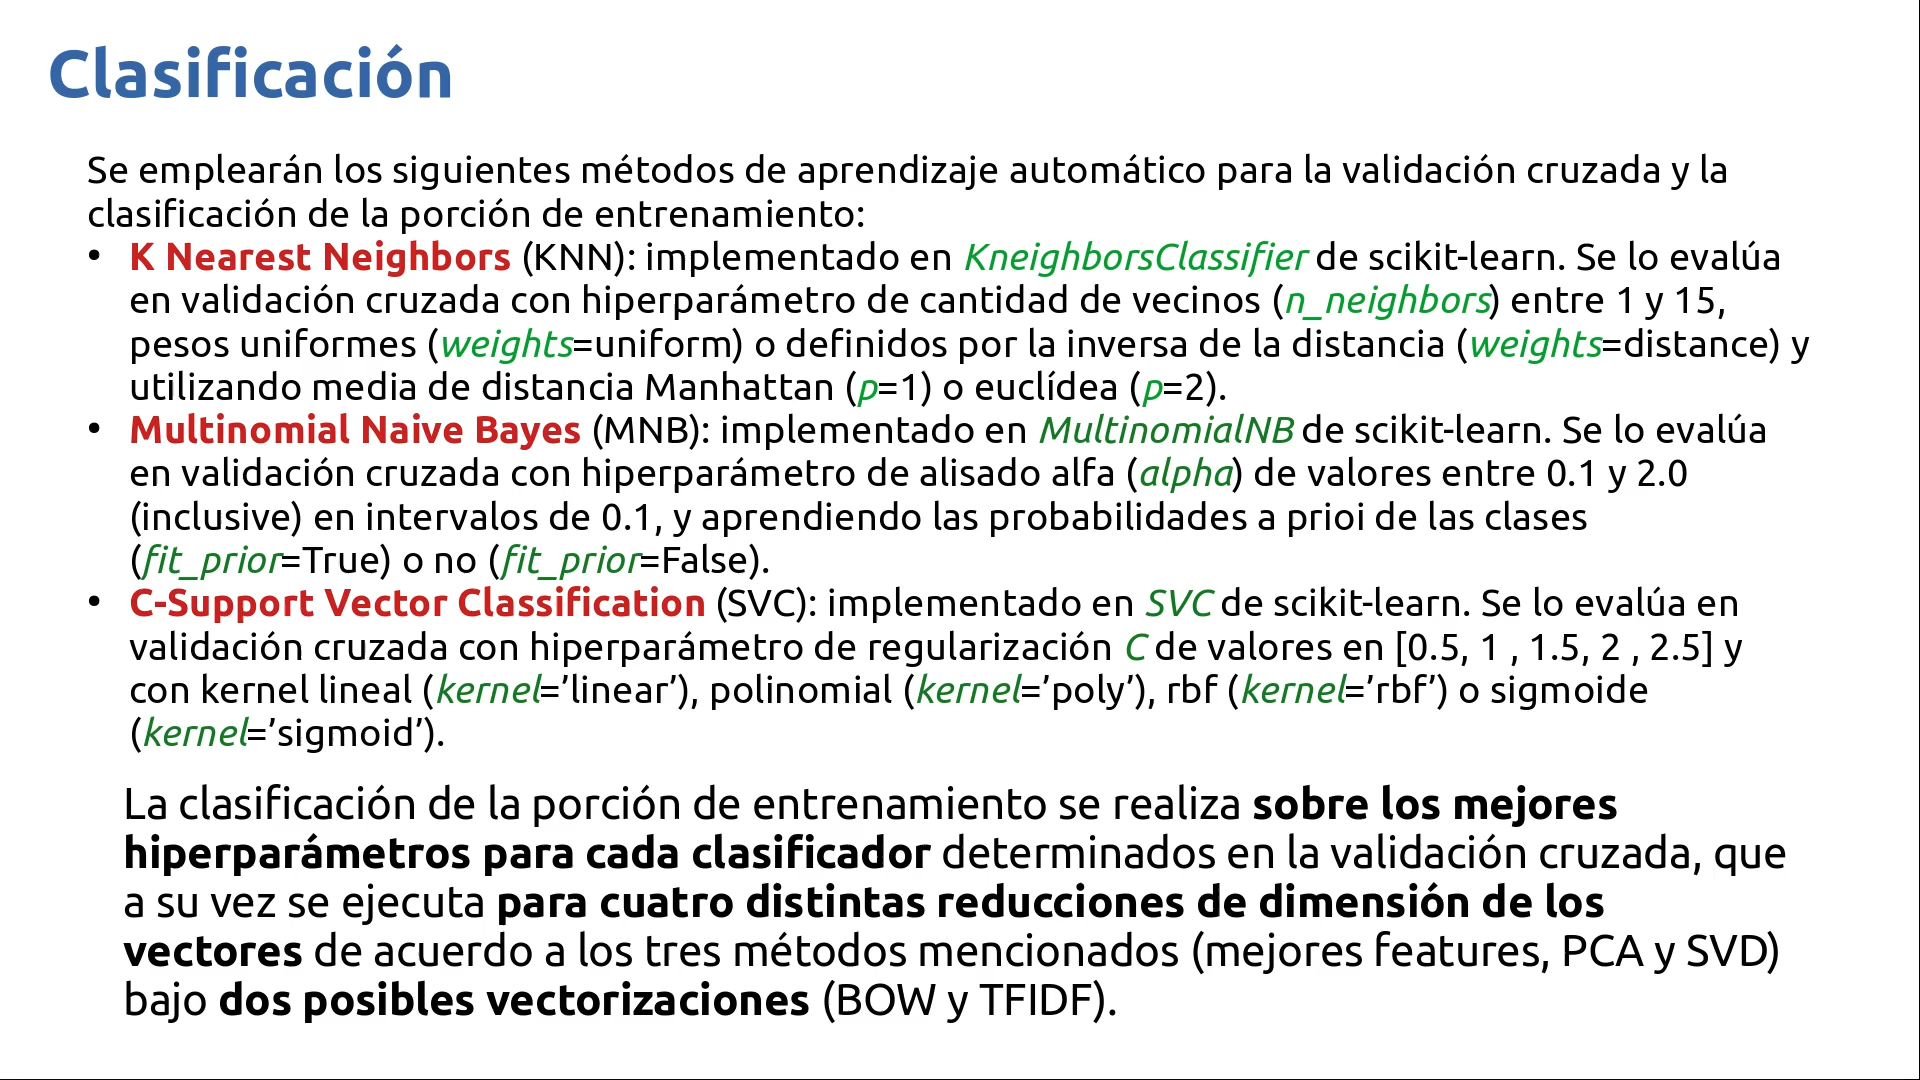 Clasificación
Se emplearán los siguientes métodos de aprendizaje automático para la validación cruzada y la
clasificación de la porción de entrenamiento:
• K Nearest Neighbors (KNN): implementado en KneighborsClassifier de scikit-learn. Se lo evalúa
en validación cruzada con hiperparámetro de cantidad de vecinos (n_neighbors) entre 1 y 15,
pesos uniformes (weights=uniform) o definidos por la inversa de la distancia (weights=distance) y
utilizando media de distancia Manhattan (p=1) o euclídea (p=2).
• Multinomial Naive Bayes (MNB): implementado en MultinomialNB de scikit-learn. Se lo evalúa
en validación cruzada con hiperparámetro de alisado alfa (alpha) de valores entre 0.1 y 2.0
(inclusive) en intervalos de 0.1, y aprendiendo las probabilidades a prioi de las clases
(fit_prior=True) o no (fit_prior=False).
• C-Support Vector Classification (SVC): implementado en SVC de scikit-learn. Se lo evalúa en
validación cruzada con hiperparámetro de regularización C de valores en [0.5, 1 , 1.5, 2 , 2.5] y
con kernel lineal (kernel=’linear’), polinomial (kernel=’poly’), rbf (kernel=’rbf’) o sigmoide
(kernel=’sigmoid’).
La clasificación de la porción de entrenamiento se realiza sobre los mejores
hiperparámetros para cada clasificador determinados en la validación cruzada, que
a su vez se ejecuta para cuatro distintas reducciones de dimensión de los
vectores de acuerdo a los tres métodos mencionados (mejores features, PCA y SVD)
bajo dos posibles vectorizaciones (BOW y TFIDF).